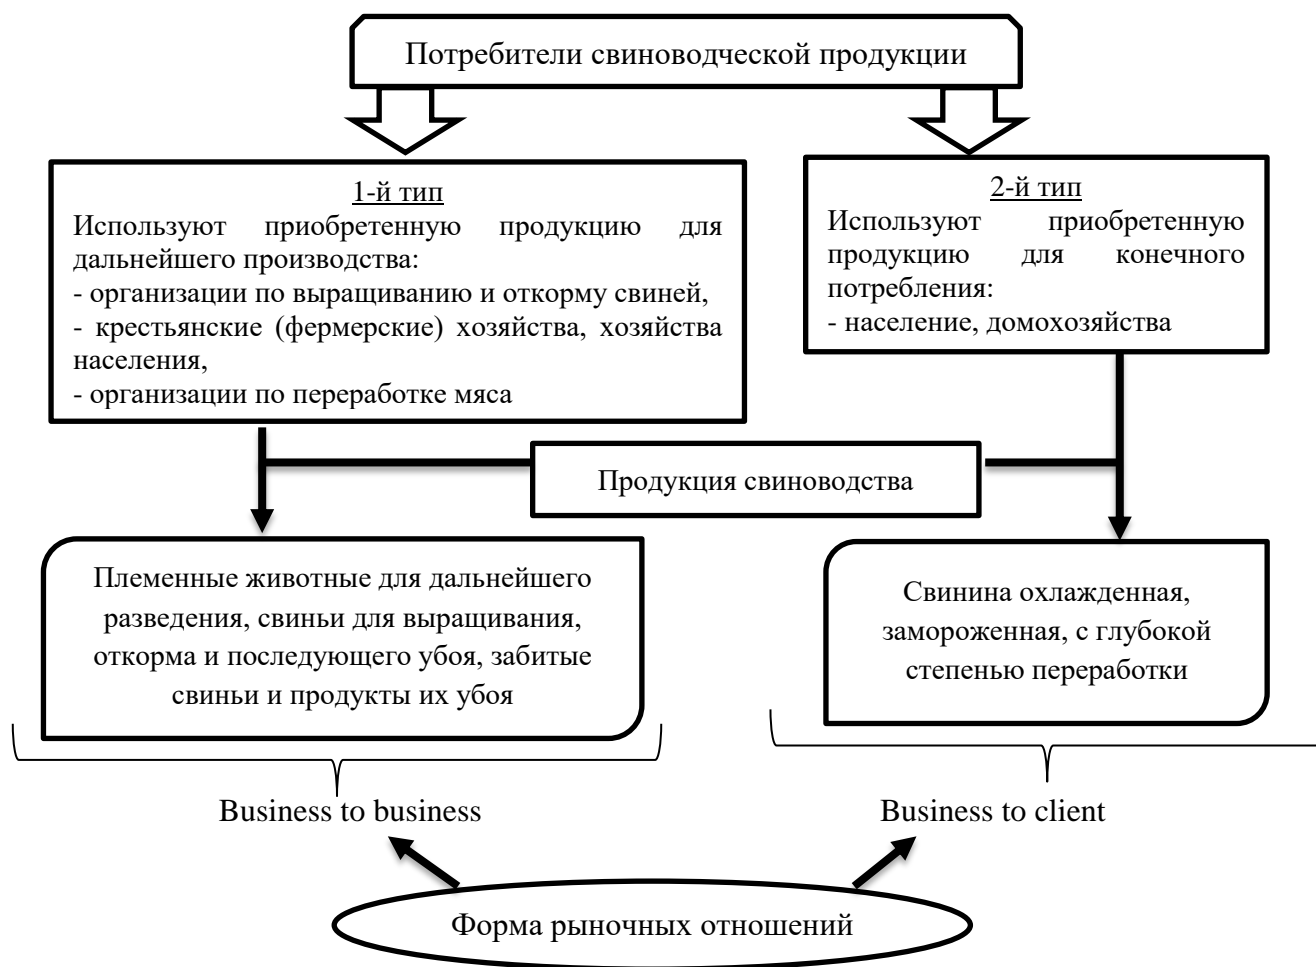 Потребители свиноводческой продукции
1-й тип
Используют приобретенную продукцию для
дальнейшего производства:
- организации по выращиванию и откорму свиней,
- крестьянские (фермерские) хозяйства, хозяйства
населения,
- организации по переработке мяса
2-й тип
Используют приобретенную
продукцию для конечного
потребления:
- население, домохозяйства
Продукция свиноводства
Племенные животные для дальнейшего
разведения, свиньи для выращивания,
откорма и последующего убоя, забитые
свиньи и продукты их убоя
Свинина охлажденная,
замороженная, с глубокой
степенью переработки
Business to business
Business to client
Форма рыночных отношений